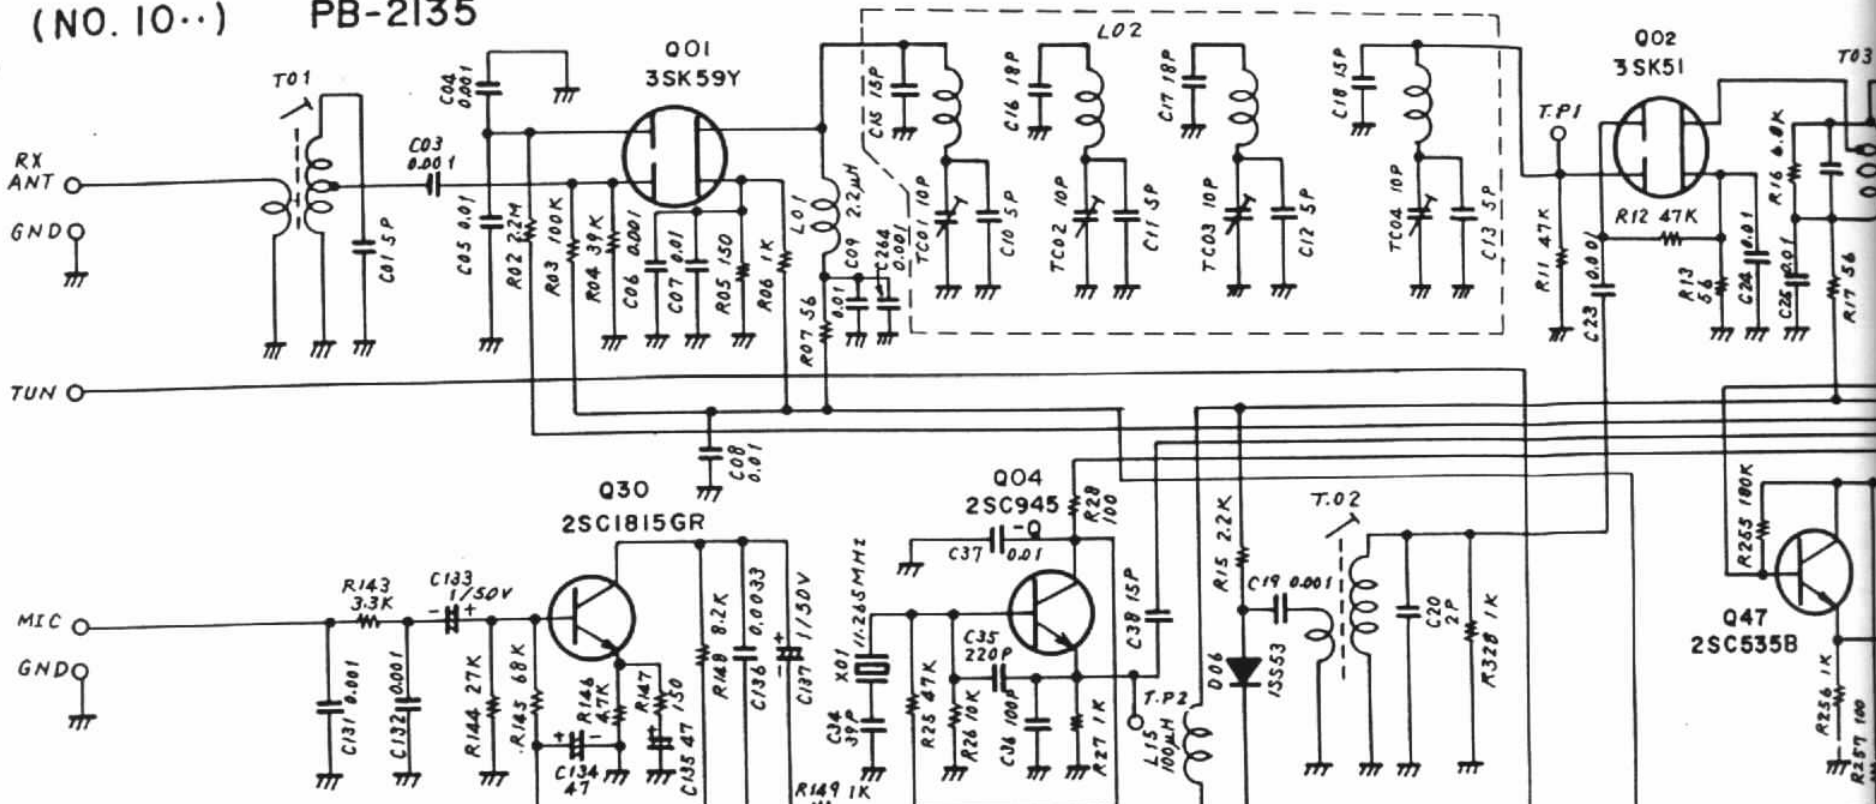 (NO. 10··) PB-2135
T01
RX
ANT
GND
C01 5P
C03
0.001
C04
0.001
C05 0.01
R02 2.2M
R03 100K
R04 39K
C06 0.001
C07 0.01
R05 150
R06 1K
Q01
3SK59Y
L01 2.2μH
R07 56
C09
0.01
C264
0.001
L02
C15 15P
C16 18P
C17 18P
C18 15P
TC01 10P
C10 5P
TC02 10P
C11 5P
TC03 10P
C12 5P
TC04 10P
C13 5P
T.P1
Q02
3SK51
T03
R11 47K
R12 47K
C23 0.001
R13
56
C24 0.01
R16 6.8K
C25 0.01
R17 56
TUN
C08
0.01
MIC
GND
R143
3.3K
C133
1/50V
- +
C131 0.001
C132 0.001
R144 27K
R145 68K
Q30
2SC1815GR
R146
4.7K
R147
150
+ -
C134
47
+
C135 47
R148 8.2K
C136 0.0033
+
-
C137 1/50V
R149 1K
Q04
2SC945
-Q
C37 0.01
R28
100
X01 11.265MHz
C34
39P
R25 47K
R26 10K
C35
220P
C36 100P
R27 1K
C38 15P
T.P2
L15
100μH
R15 2.2K
C19 0.001
D06 1SS53
T.02
C20
2P
R328 1K
R255 180K
Q47
2SC535B
R256 1K
R257 100